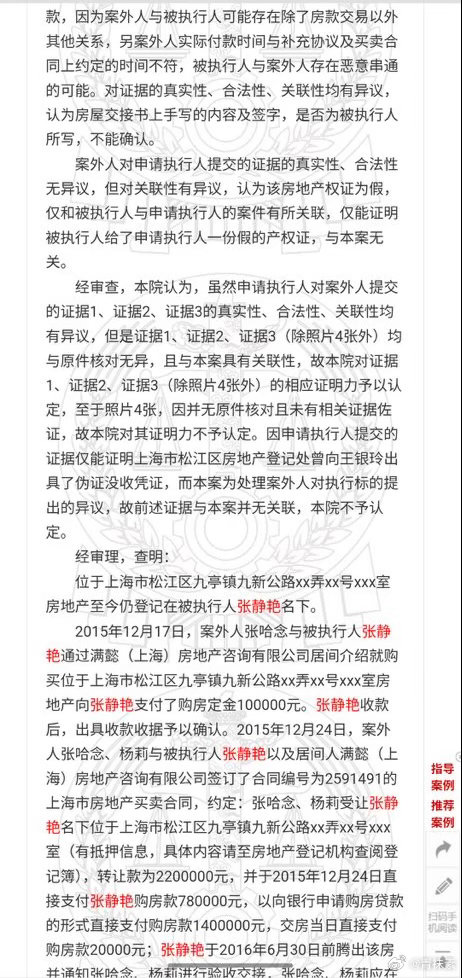 款，因为案外人与被执行人可能存在除了房款交易以外
其他关系，另案外人实际付款时间与补充协议及买卖合
同上约定的时间不符，被执行人与案外人存在恶意串通
的可能。对证据的真实性、合法性、关联性均有异议，
认为房屋交接书上手写的内容及签字，是否为被执行人
所写，不能确认。
案外人对申请执行人提交的证据的真实性、合法性
无异议，但对关联性有异议，认为该房地产权证为假，
仅和被执行人与申请执行人的案件有所关联，仅能证明
被执行人给了申请执行人一份假的产权证，与本案无
关。
经审查，本院认为，虽然申请执行人对案外人提交
的证据1、证据2、证据3的真实性、合法性、关联性均
有异议，但是证据1、证据2、证据3（除照片4张外）均
与原件核对无异，且与本案具有关联性，故本院对证据
1、证据2、证据3（除照片4张外）的相应证明力予以认
定，至于照片4张，因并无原件核对且未有相关证据佐
证，故本院对其证明力不予认定。因申请执行人提交的
证据仅能证明上海市松江区房地产登记处曾向王银玲出
具了伪证没收凭证，而本案为处理案外人对执行标的提
出的异议，故前述证据与本案并无关联，本院不予认
定。
经审理，查明：
位于上海市松江区九亭镇九新公路xx弄xx号xxx室
房地产至今仍登记在被执行人张静艳名下。
2015年12月17日，案外人张哈念与被执行人张静
艳通过满懿（上海）房地产咨询有限公司居间介绍就购
买位于上海市松江区九亭镇九新公路xx弄xx号xxx室房
地产向张静艳支付了购房定金100000元。张静艳收款
后，出具收款收据予以确认。2015年12月24日，案外
人张哈念、杨莉与被执行人张静艳以及居间人满懿（上
海）房地产咨询有限公司签订了合同编号为2591491的
上海市房地产买卖合同，约定：张哈念、杨莉受让张静
艳名下位于上海市松江区九亭镇九新公路xx弄xx号xxx
室（有抵押信息，具体内容请至房地产登记机构查阅登
记簿），转让款为2200000元，并于2015年12月24日直
接支付张静艳购房款780000元，以向银行申请购房贷款
的形式直接支付购房款1400000元，交房当日直接支付
购房款20000元；张静艳于2016年6月30日前腾出该房
并通知张哈念、杨莉进行验收交接，张哈念、杨莉应在
指导
案例
推荐
案例
扫码手
机阅读